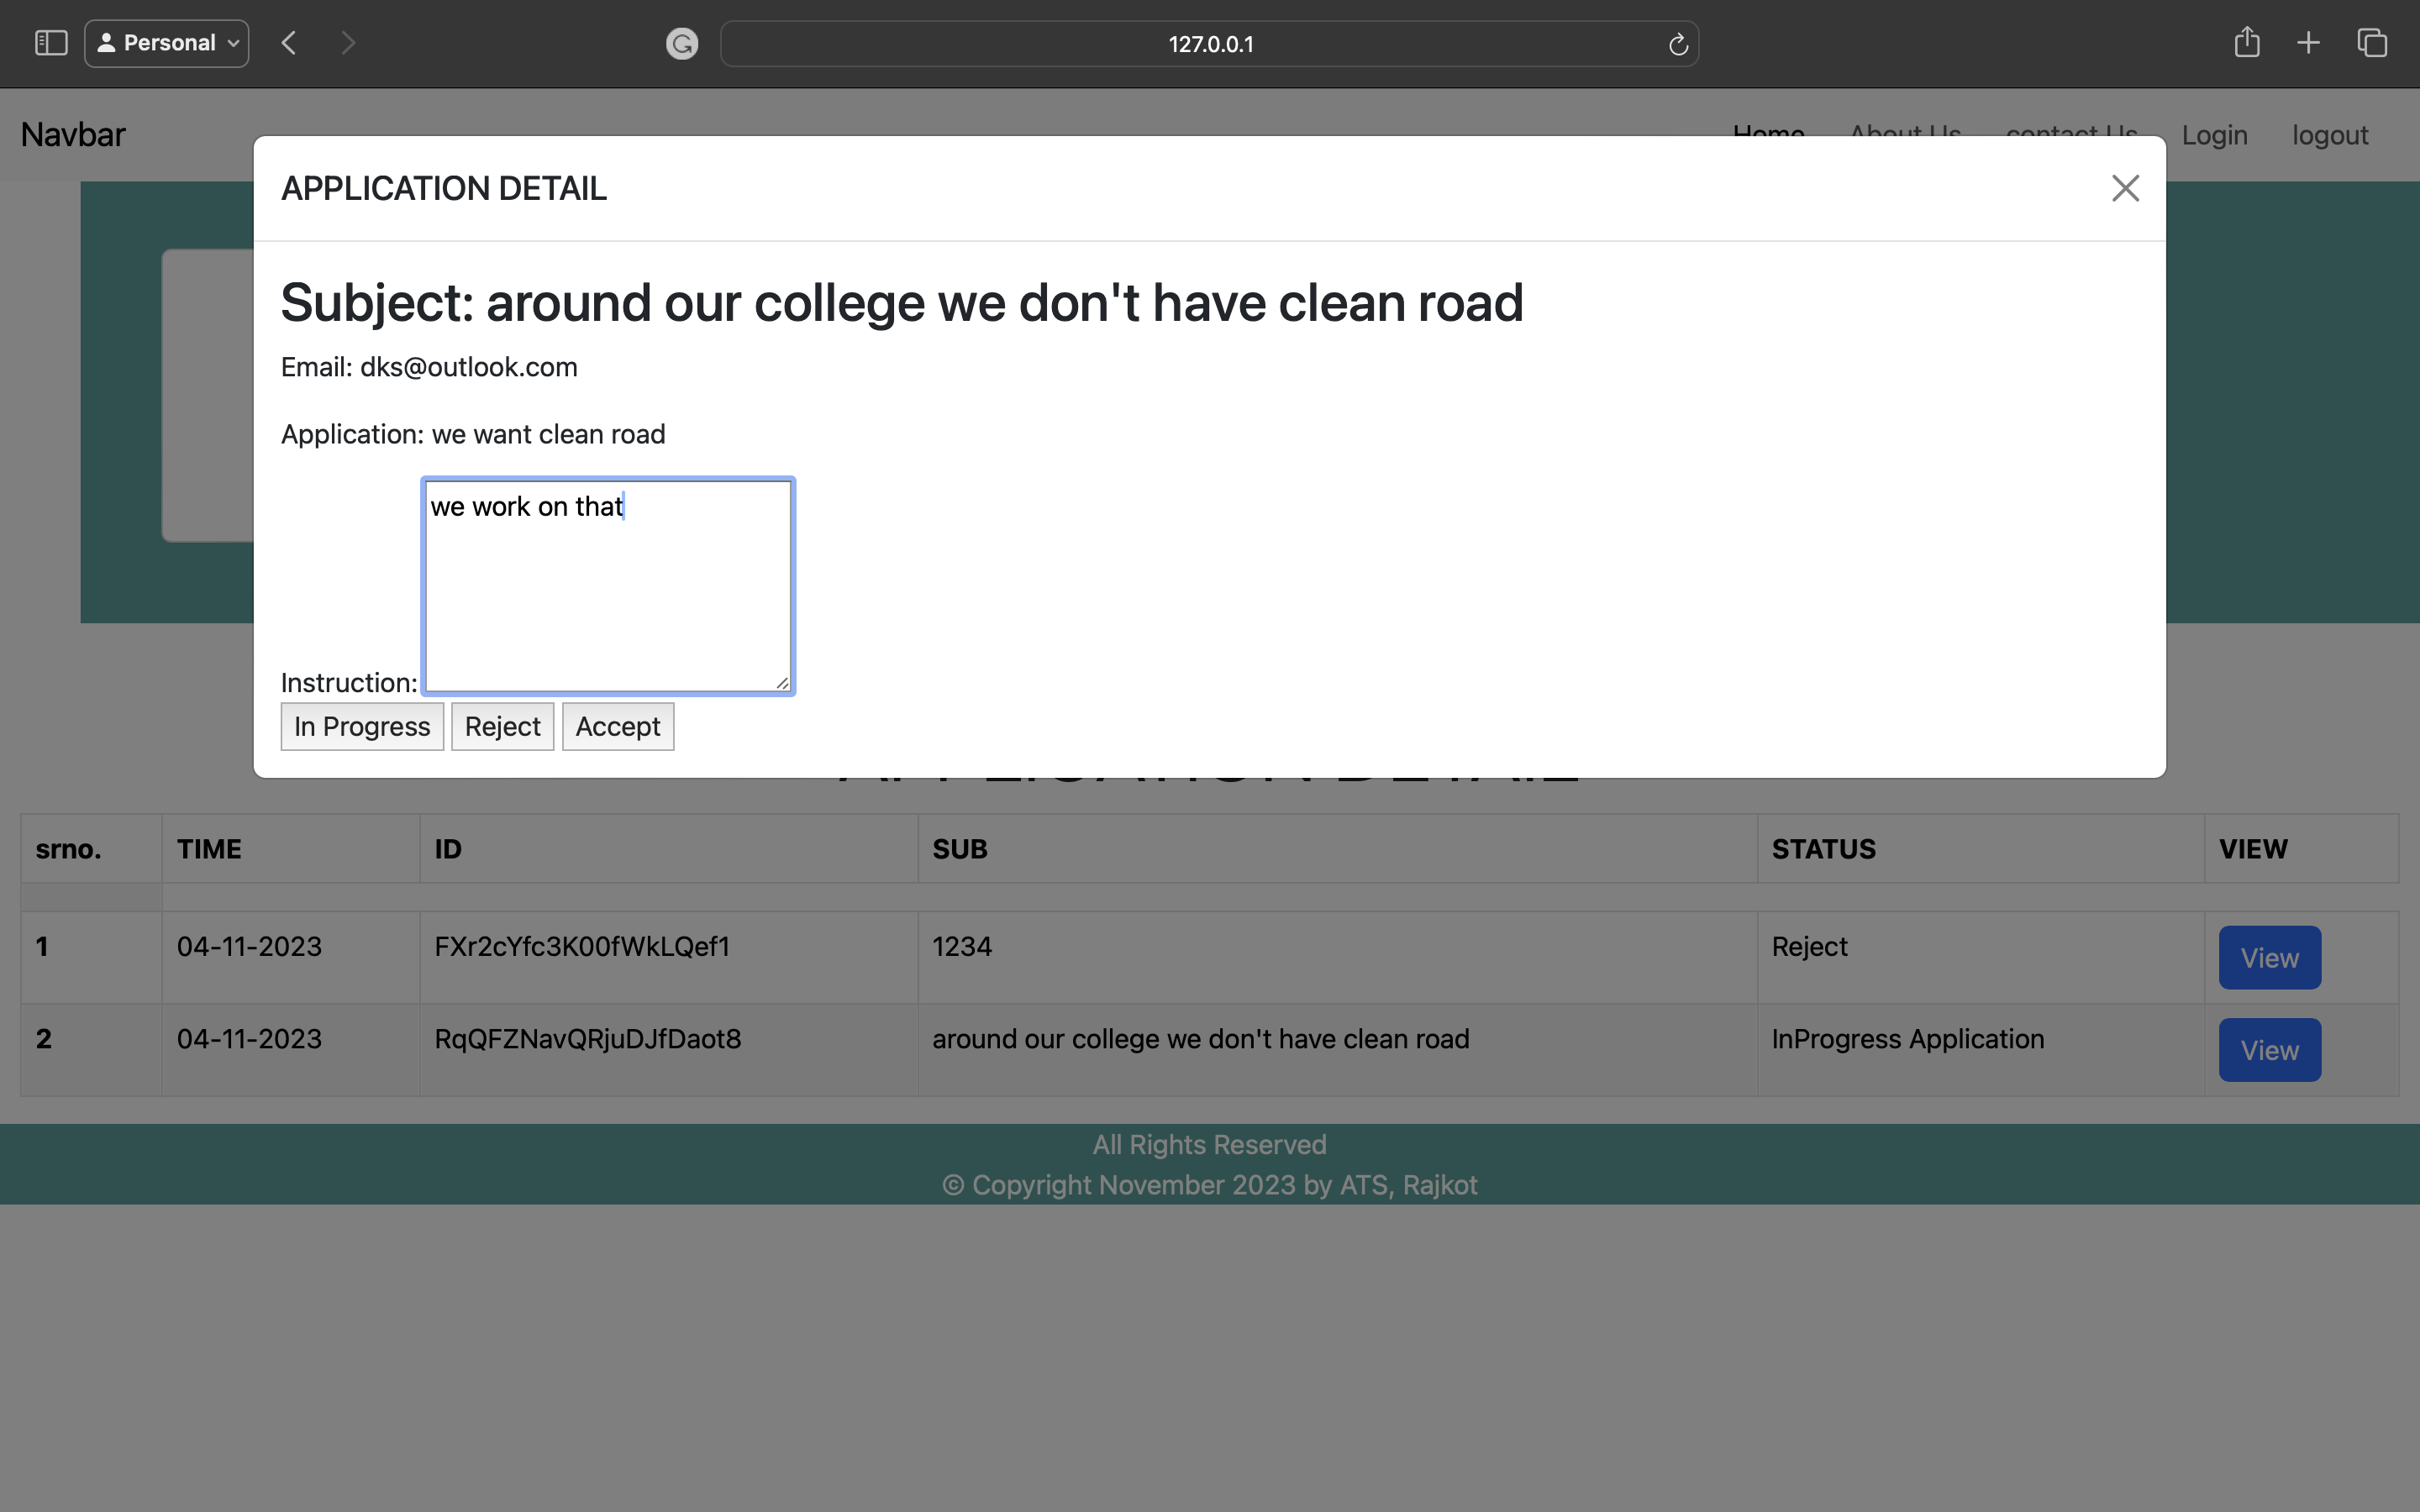 Personal
127.0.0.1
Navbar
Home About Us contact Us Login logout
APPLICATION DETAIL
Subject: around our college we don't have clean road
Email: dks@outlook.com
Application: we want clean road
we work on that
Instruction:
In Progress Reject Accept
APPLICATION DETAIL
srno. TIME ID SUB STATUS VIEW
1 04-11-2023 FXr2cYfc3K00fWkLQef1 1234 Reject View
2 04-11-2023 RqQFZNavQRjuDJfDaot8 around our college we don't have clean road InProgress Application View
All Rights Reserved
© Copyright November 2023 by ATS, Rajkot